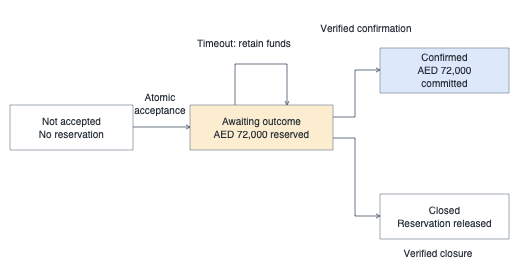 Verified confirmation
Timeout: retain funds
Confirmed
AED 72,000
committed
Atomic
acceptance
Not accepted
No reservation
Awaiting outcome
AED 72,000 reserved
Closed
Reservation released
Verified closure